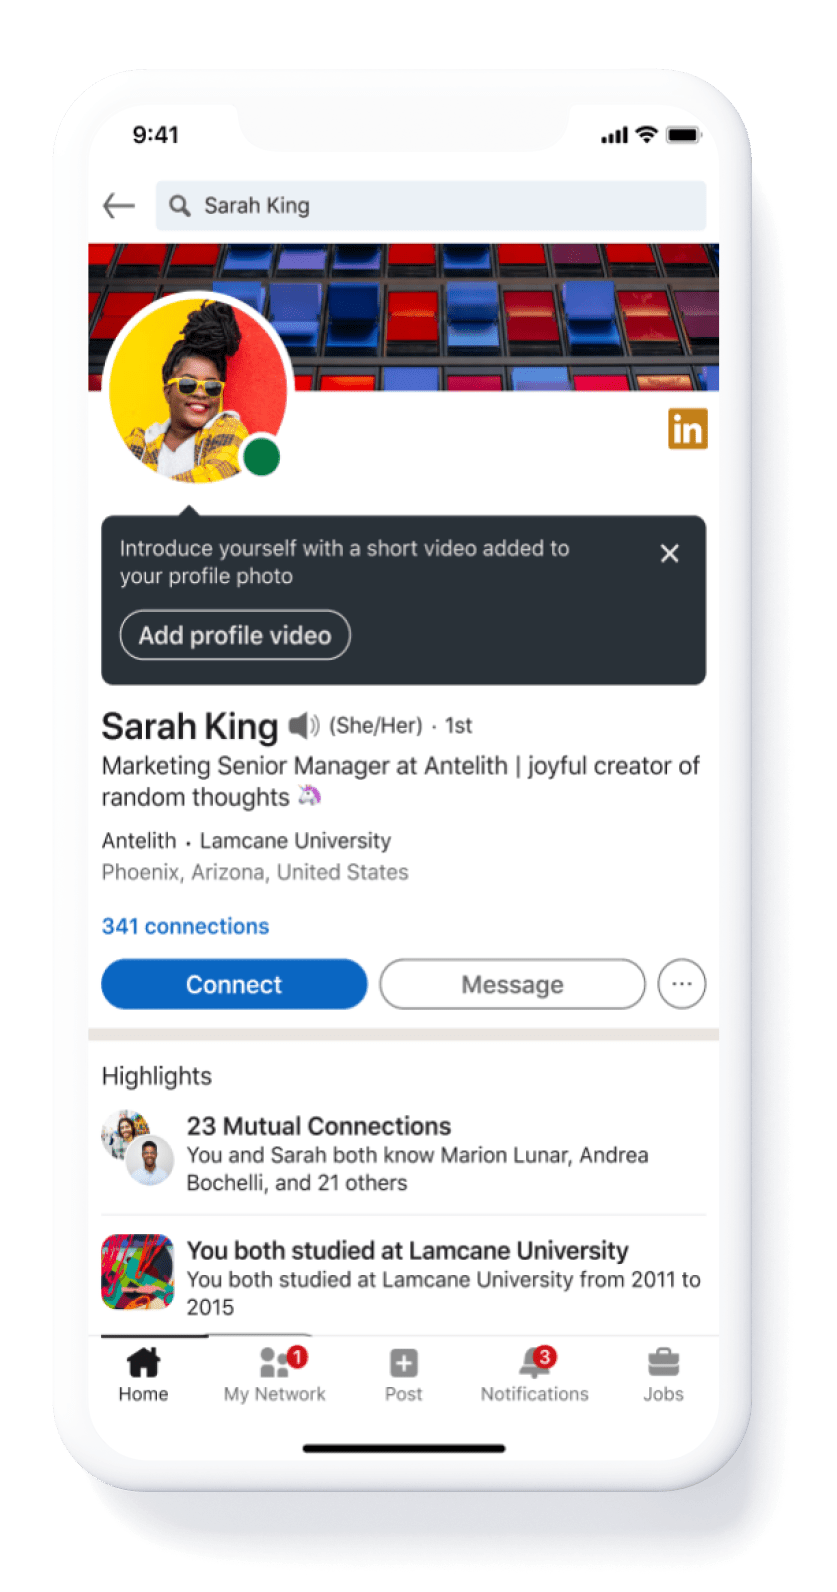 9:41
Sarah King
in
Introduce yourself with a short video added to
your profile photo
Add profile video
Sarah King (She/Her) · 1st
Marketing Senior Manager at Antelith | joyful creator of
random thoughts 🦄
Antelith • Lamcane University
Phoenix, Arizona, United States
341 connections
Connect
Message
Highlights
23 Mutual Connections
You and Sarah both know Marion Lunar, Andrea
Bochelli, and 21 others
You both studied at Lamcane University
You both studied at Lamcane University from 2011 to
2015
1
3
Home
My Network
Post
Notifications
Jobs